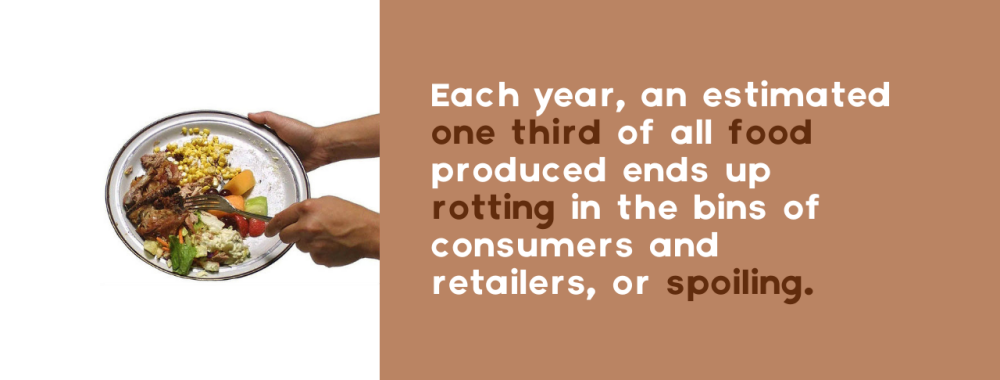 Each year, an estimated
one third of all food
produced ends up
rotting in the bins of
consumers and
retailers, or spoiling.